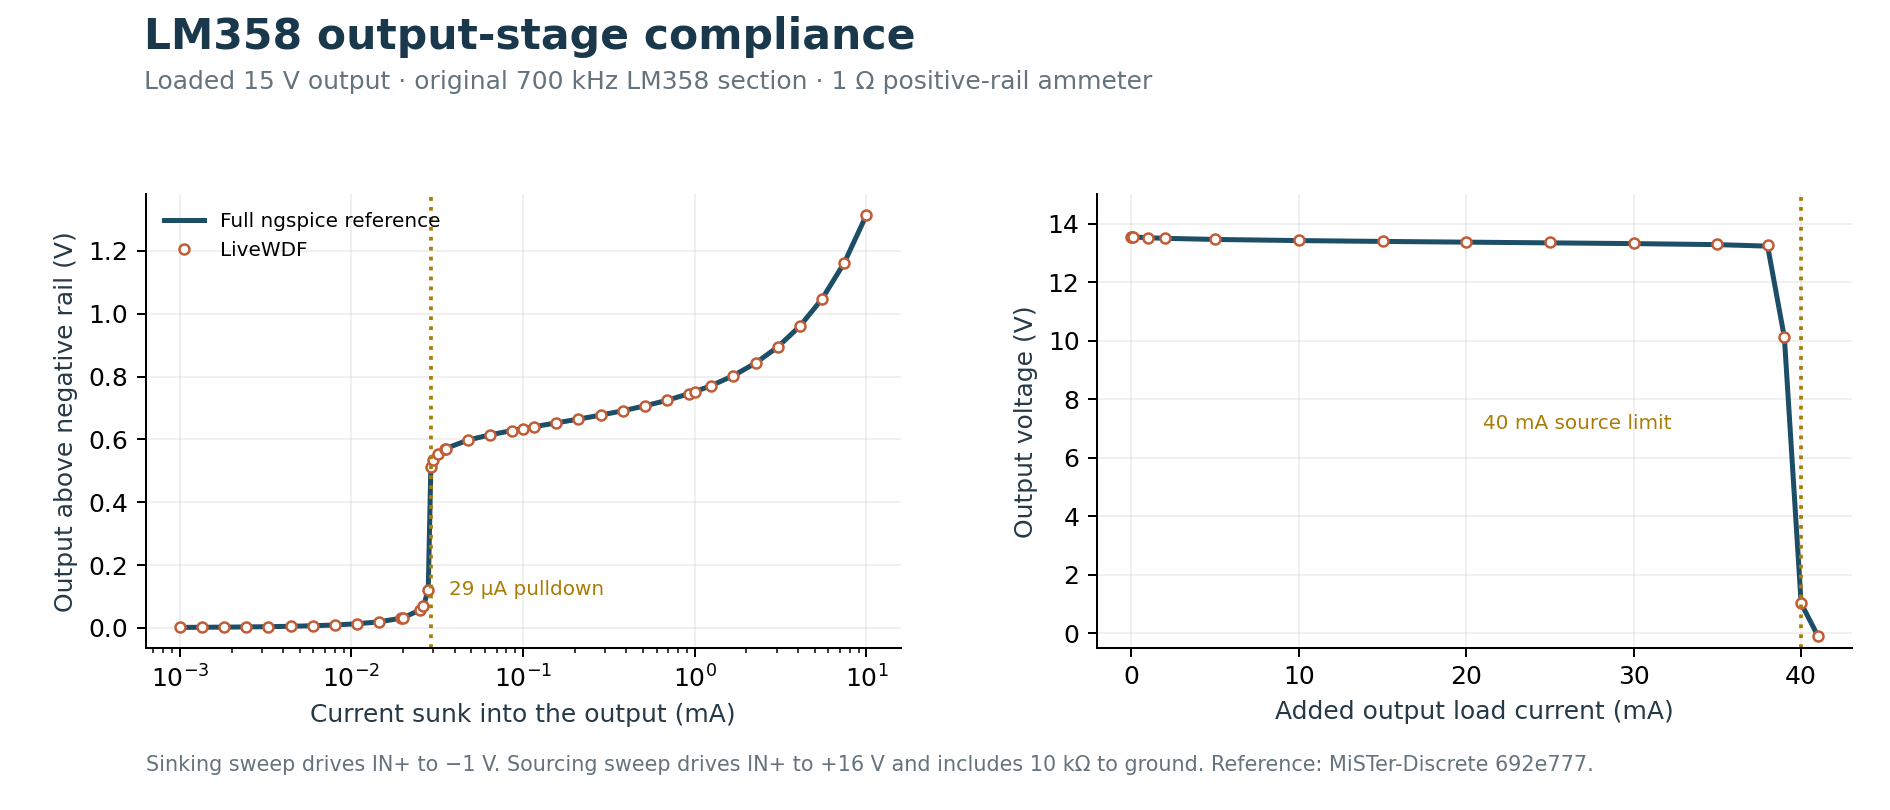 LM358 output-stage compliance
Loaded 15 V output · original 700 kHz LM358 section · 1 Ω positive-rail ammeter
Output above negative rail (V)
1.2
1.0
0.8
0.6
0.4
0.2
0.0
Full ngspice reference
LiveWDF
29 µA pulldown
10⁻³
10⁻²
10⁻¹
10⁰
10¹
Current sunk into the output (mA)
Output voltage (V)
14
12
10
8
6
4
2
0
40 mA source limit
0
10
20
30
40
Added output load current (mA)
Sinking sweep drives IN+ to −1 V. Sourcing sweep drives IN+ to +16 V and includes 10 kΩ to ground. Reference: MiSTer-Discrete 692e777.